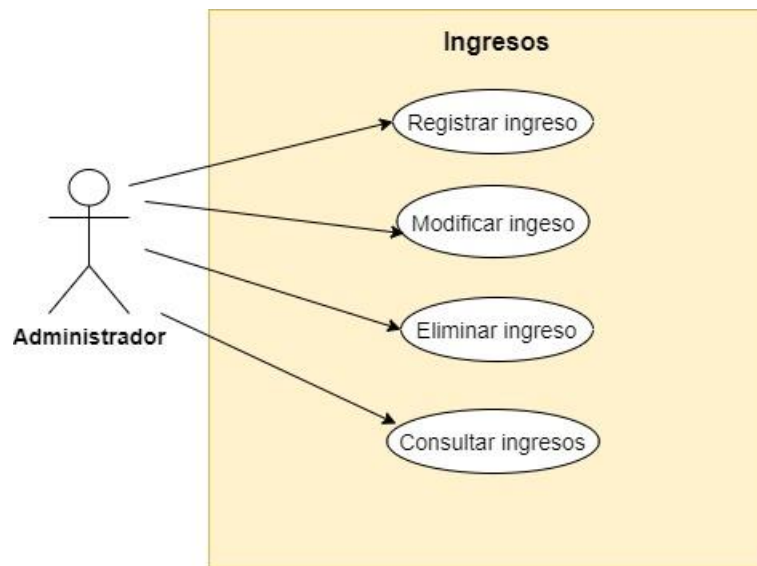 Ingresos
Registrar ingreso
Modificar ingeso
Eliminar ingreso
Administrador
Consultar ingresos